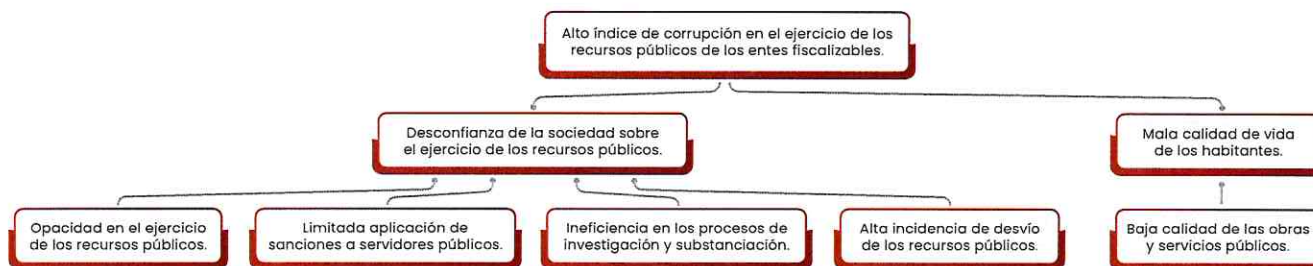 Alto índice de corrupción en el ejercicio de los
recursos públicos de los entes fiscalizables.
Desconfianza de la sociedad sobre
el ejercicio de los recursos públicos.
Mala calidad de vida
de los habitantes.
Opacidad en el ejercicio
de los recursos públicos.
Limitada aplicación de
sanciones a servidores públicos.
Ineficiencia en los procesos de
investigación y substanciación.
Alta incidencia de desvío
de los recursos públicos.
Baja calidad de las obras
y servicios públicos.